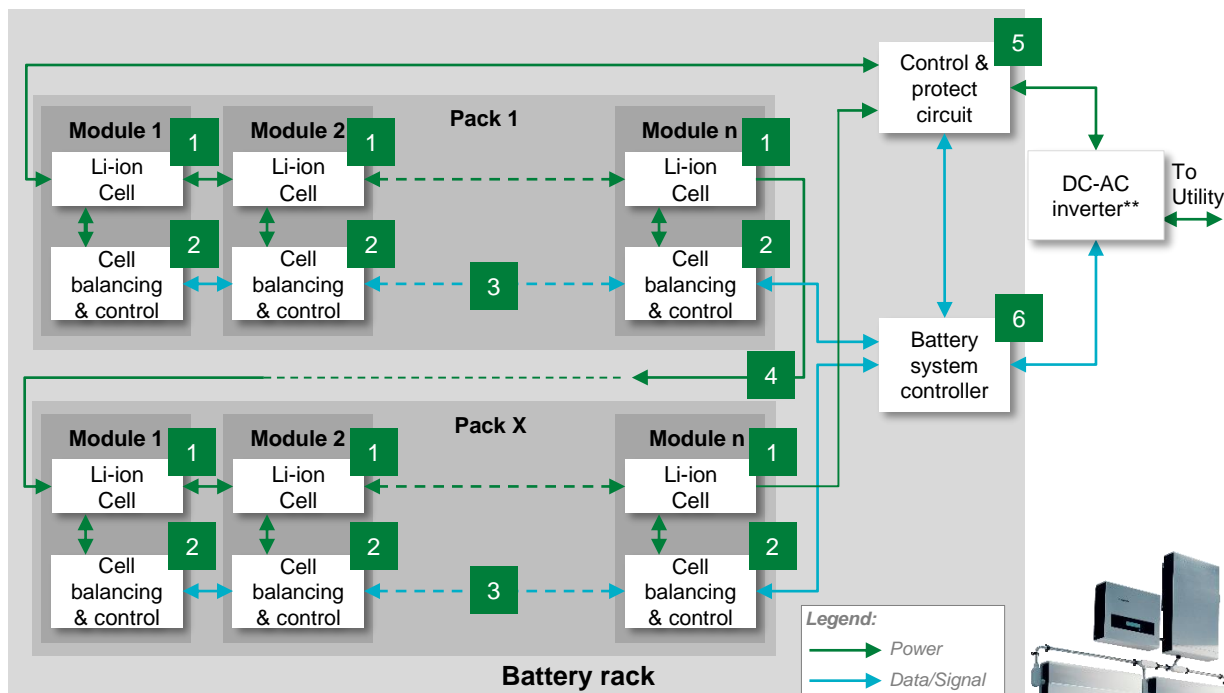 5
Control &
protect
circuit
Pack 1
Module 1
1
Module 2
1
Module n
1
Li-ion
Cell
Li-ion
Cell
Li-ion
Cell
DC-AC
inverter**
To
Utility
2
2
2
Cell
balancing
& control
Cell
balancing
& control
3
Cell
balancing
& control
6
Battery
system
controller
4
Pack X
Module 1
1
Module 2
1
Module n
1
Li-ion
Cell
Li-ion
Cell
Li-ion
Cell
2
2
2
Cell
balancing
& control
Cell
balancing
& control
3
Cell
balancing
& control
Legend:
Power
Data/Signal
Battery rack